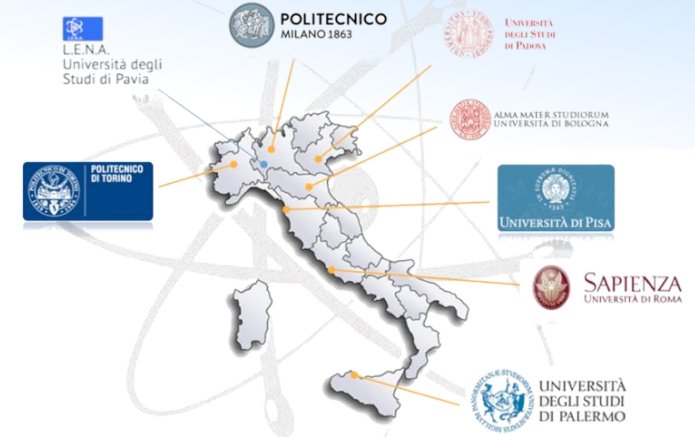 L.E.N.A.
Università degli
Studi di Pavia
POLITECNICO
MILANO 1863
UNIVERSITÀ
DEGLI STUDI
DI PADOVA
ALMA MATER STUDIORUM
UNIVERSITÀ DI BOLOGNA
POLITECNICO
DI TORINO
UNIVERSITÀ DI PISA
SAPIENZA
UNIVERSITÀ DI ROMA
UNIVERSITÀ
DEGLI STUDI
DI PALERMO